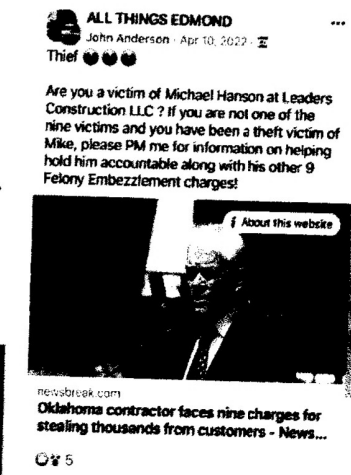 ALL THINGS EDMOND
John Anderson · Apr 10, 2022 ·
Thief
Are you a victim of Michael Hanson at Leaders
Construction LLC ? If you are not one of the
nine victims and you have been a theft victim of
Mike, please PM me for information on helping
hold him accountable along with his other 9
Felony Embezzlement charges!
About this website
newsbreak.com
Oklahoma contractor faces nine charges for
stealing thousands from customers - News...
5